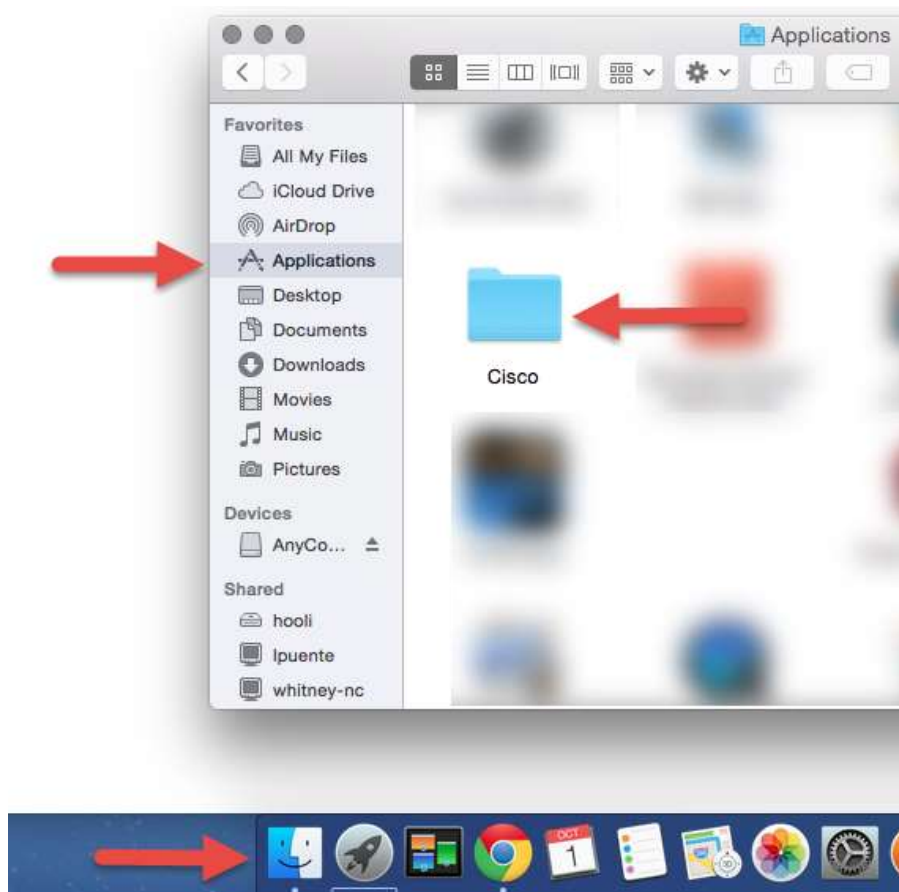 Applications
Favorites
All My Files
iCloud Drive
AirDrop
Applications
Desktop
Documents
Downloads
Movies
Music
Pictures
Devices
AnyCo...
Shared
hooli
lpuente
whitney-nc
Cisco
OCT
1
3D